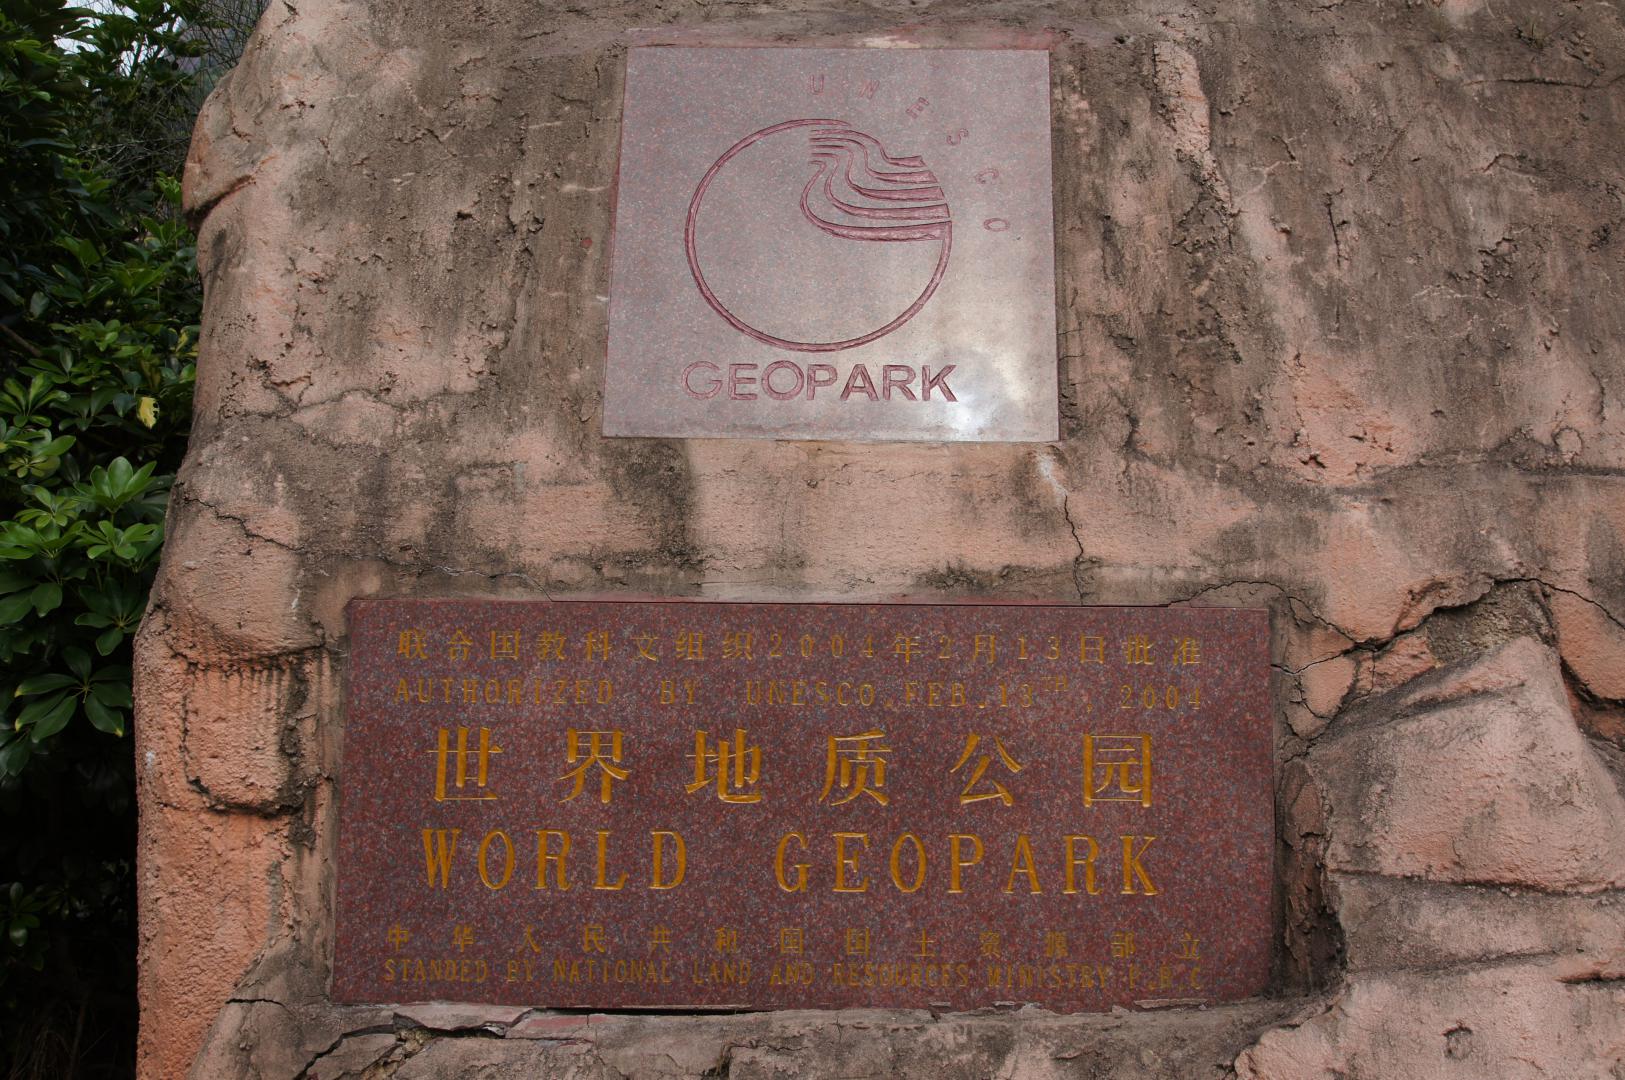 UNESCO
GEOPARK
联合国教科文组织2004年2月13日批准
AUTHORIZED BY UNESCO.FEB.13TH, 2004
世界地质公园
WORLD GEOPARK
中华人民共和国国土资源部立
STANDED BY NATIONAL LAND AND RESOURCES MINISTRY P.R.C